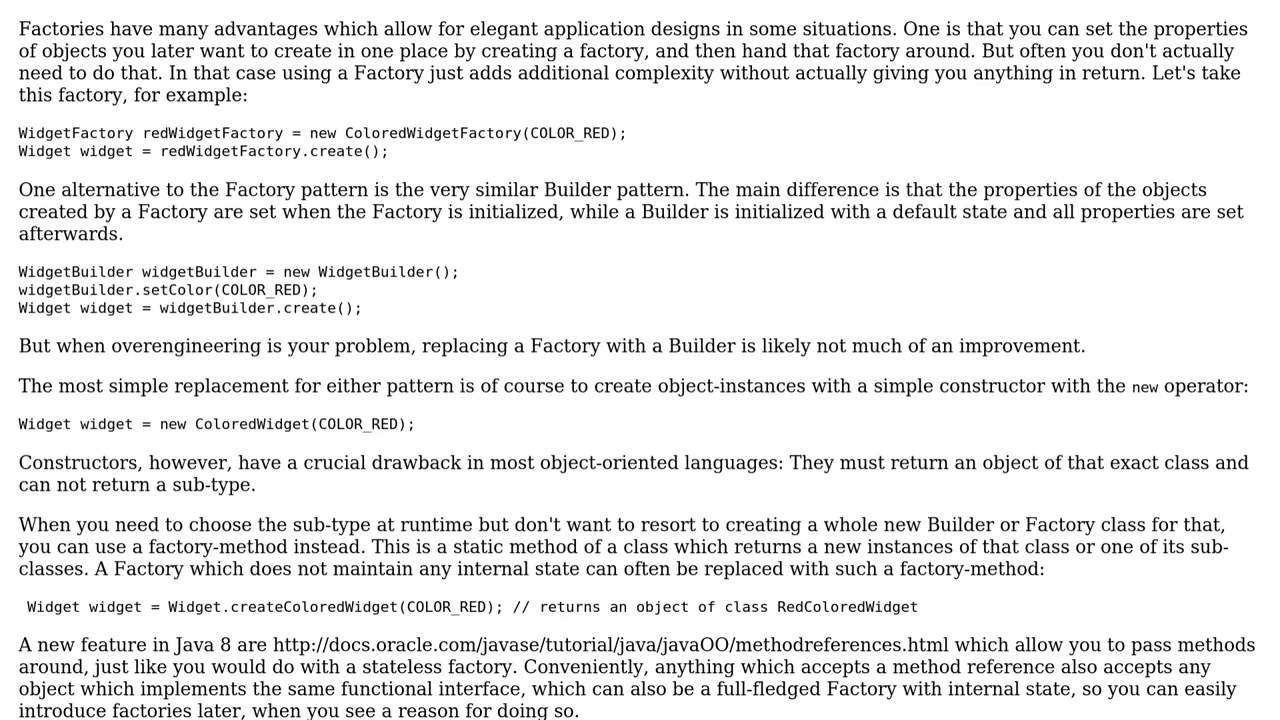 Factories have many advantages which allow for elegant application designs in some situations. One is that you can set the properties
of objects you later want to create in one place by creating a factory, and then hand that factory around. But often you don't actually
need to do that. In that case using a Factory just adds additional complexity without actually giving you anything in return. Let's take
this factory, for example:
WidgetFactory redWidgetFactory = new ColoredWidgetFactory(COLOR_RED);
Widget widget = redWidgetFactory.create();
One alternative to the Factory pattern is the very similar Builder pattern. The main difference is that the properties of the objects
created by a Factory are set when the Factory is initialized, while a Builder is initialized with a default state and all properties are set
afterwards.
WidgetBuilder widgetBuilder = new WidgetBuilder();
widgetBuilder.setColor(COLOR_RED);
Widget widget = widgetBuilder.create();
But when overengineering is your problem, replacing a Factory with a Builder is likely not much of an improvement.
The most simple replacement for either pattern is of course to create object-instances with a simple constructor with the new operator:
Widget widget = new ColoredWidget(COLOR_RED);
Constructors, however, have a crucial drawback in most object-oriented languages: They must return an object of that exact class and
can not return a sub-type.
When you need to choose the sub-type at runtime but don't want to resort to creating a whole new Builder or Factory class for that,
you can use a factory-method instead. This is a static method of a class which returns a new instances of that class or one of its sub-
classes. A Factory which does not maintain any internal state can often be replaced with such a factory-method:
Widget widget = Widget.createColoredWidget(COLOR_RED); // returns an object of class RedColoredWidget
A new feature in Java 8 are http://docs.oracle.com/javase/tutorial/java/javaOO/methodreferences.html which allow you to pass methods
around, just like you would do with a stateless factory. Conveniently, anything which accepts a method reference also accepts any
object which implements the same functional interface, which can also be a full-fledged Factory with internal state, so you can easily
introduce factories later, when you see a reason for doing so.